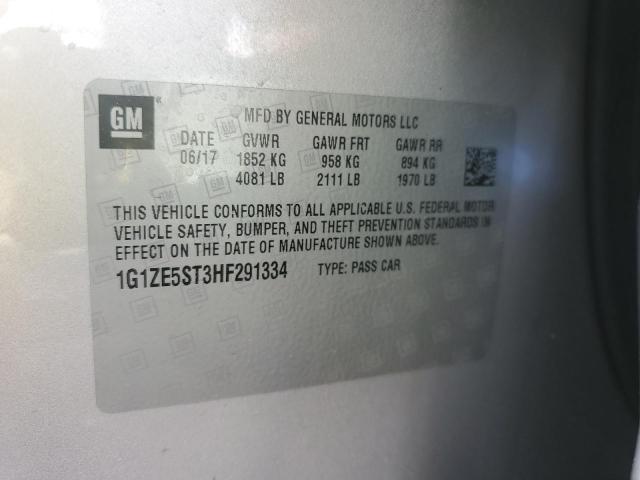 GM
MFD BY GENERAL MOTORS LLC
DATE GVWR GAWR FRT GAWR RR
06/17 1852 KG 958 KG 894 KG
4081 LB 2111 LB 1970 LB
THIS VEHICLE CONFORMS TO ALL APPLICABLE U.S. FEDERAL MOTOR
VEHICLE SAFETY, BUMPER, AND THEFT PREVENTION STANDARDS IN
EFFECT ON THE DATE OF MANUFACTURE SHOWN ABOVE.
1G1ZE5ST3HF291334 TYPE: PASS CAR